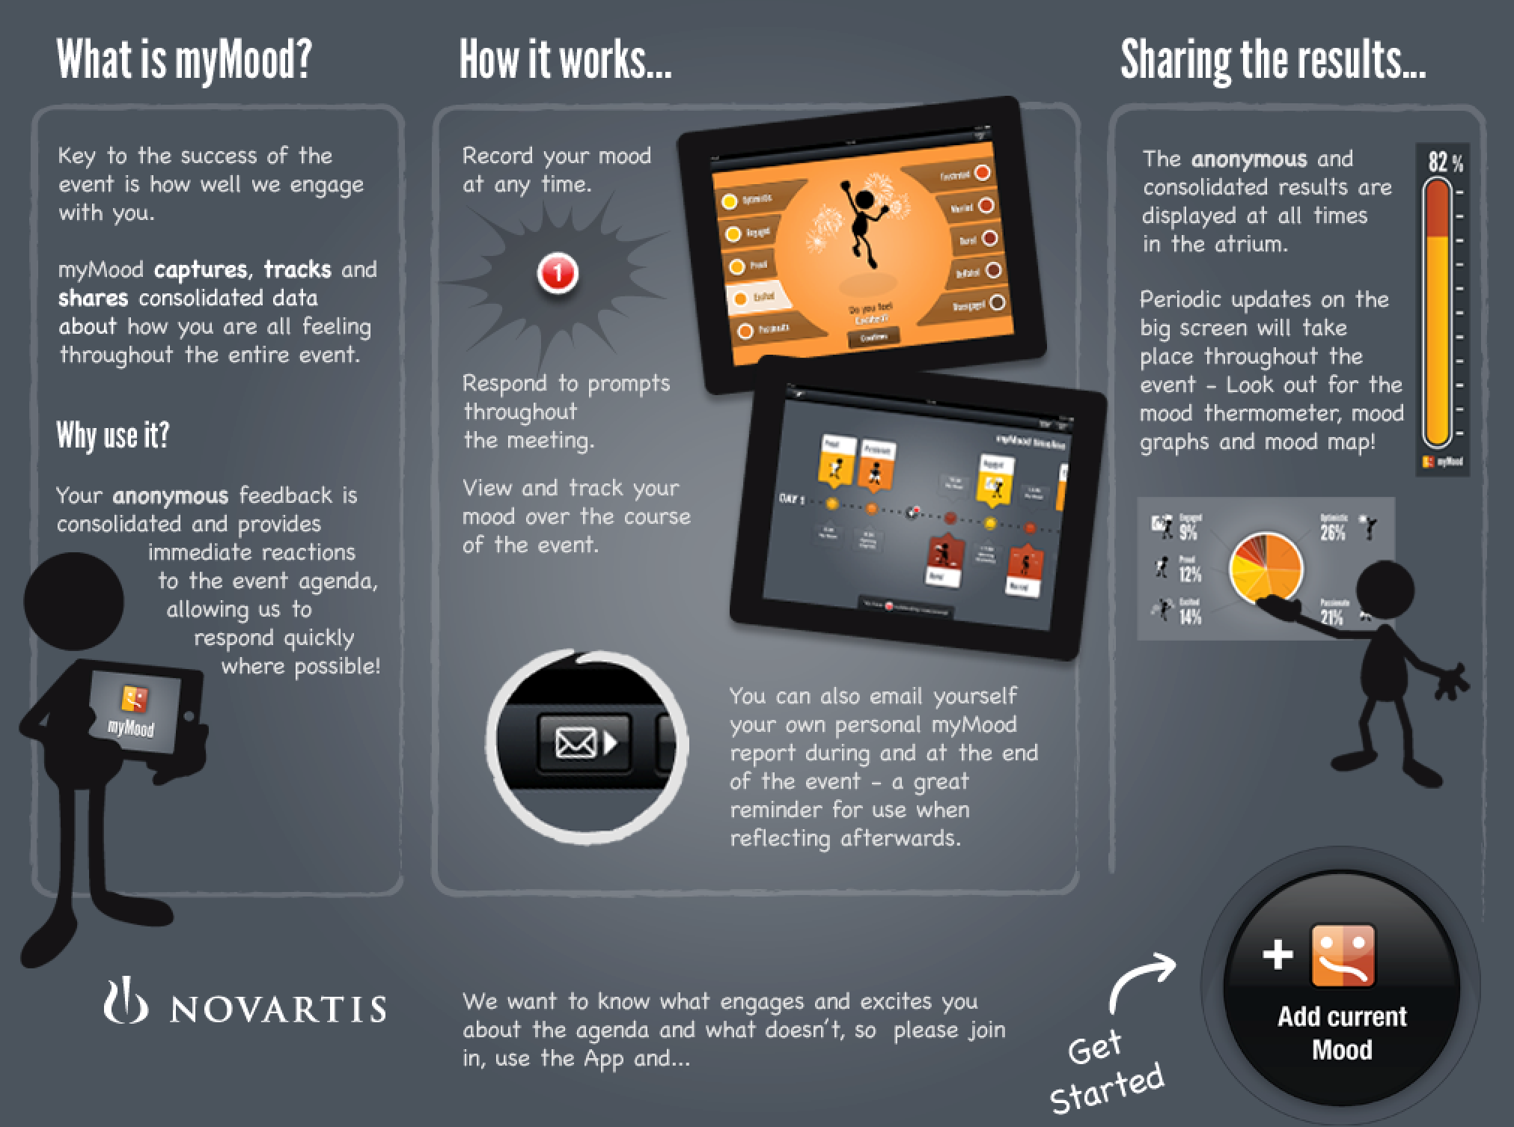 What is myMood?
Key to the success of the
event is how well we engage
with you.
myMood captures, tracks and
shares consolidated data
about how you are all feeling
throughout the entire event.
Why use it?
Your anonymous feedback is
consolidated and provides
immediate reactions
to the event agenda,
allowing us to
respond quickly
where possible!
myMood
NOVARTIS
How it works...
Record your mood
at any time.
1
Respond to prompts
throughout
the meeting.
View and track your
mood over the course
of the event.
Optimistic
Engaged
Proud
Excited
Passionate
Frustrated
Worried
Bored
Deflated
Disengaged
Do you feel
Excited?
Confirm
myMood timeline
DAY 1
Proud
Passionate
Engaged
Bored
Worried
You can also email yourself
your own personal myMood
report during and at the end
of the event – a great
reminder for use when
reflecting afterwards.
We want to know what engages and excites you
about the agenda and what doesn't, so please join
in, use the App and...
Sharing the results...
The anonymous and
consolidated results are
displayed at all times
in the atrium.
Periodic updates on the
big screen will take
place throughout the
event – Look out for the
mood thermometer, mood
graphs and mood map!
82 %
myMood
Engaged
9%
Proud
12%
Excited
14%
Optimistic
26%
Passionate
21%
Get
Started
+
Add current
Mood